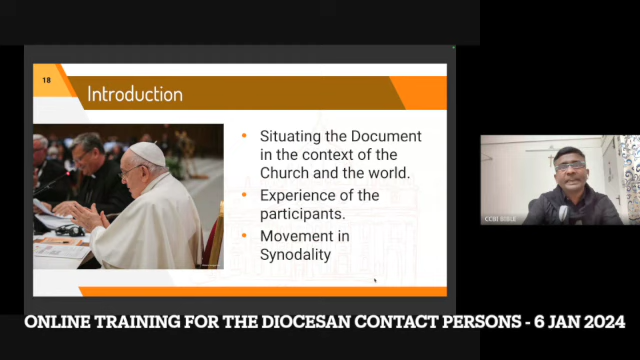 18
Introduction
• Situating the Document
in the context of the
Church and the world.
• Experience of the
participants.
• Movement in
Synodality
CCBI BIBLE
ONLINE TRAINING FOR THE DIOCESAN CONTACT PERSONS - 6 JAN 2024